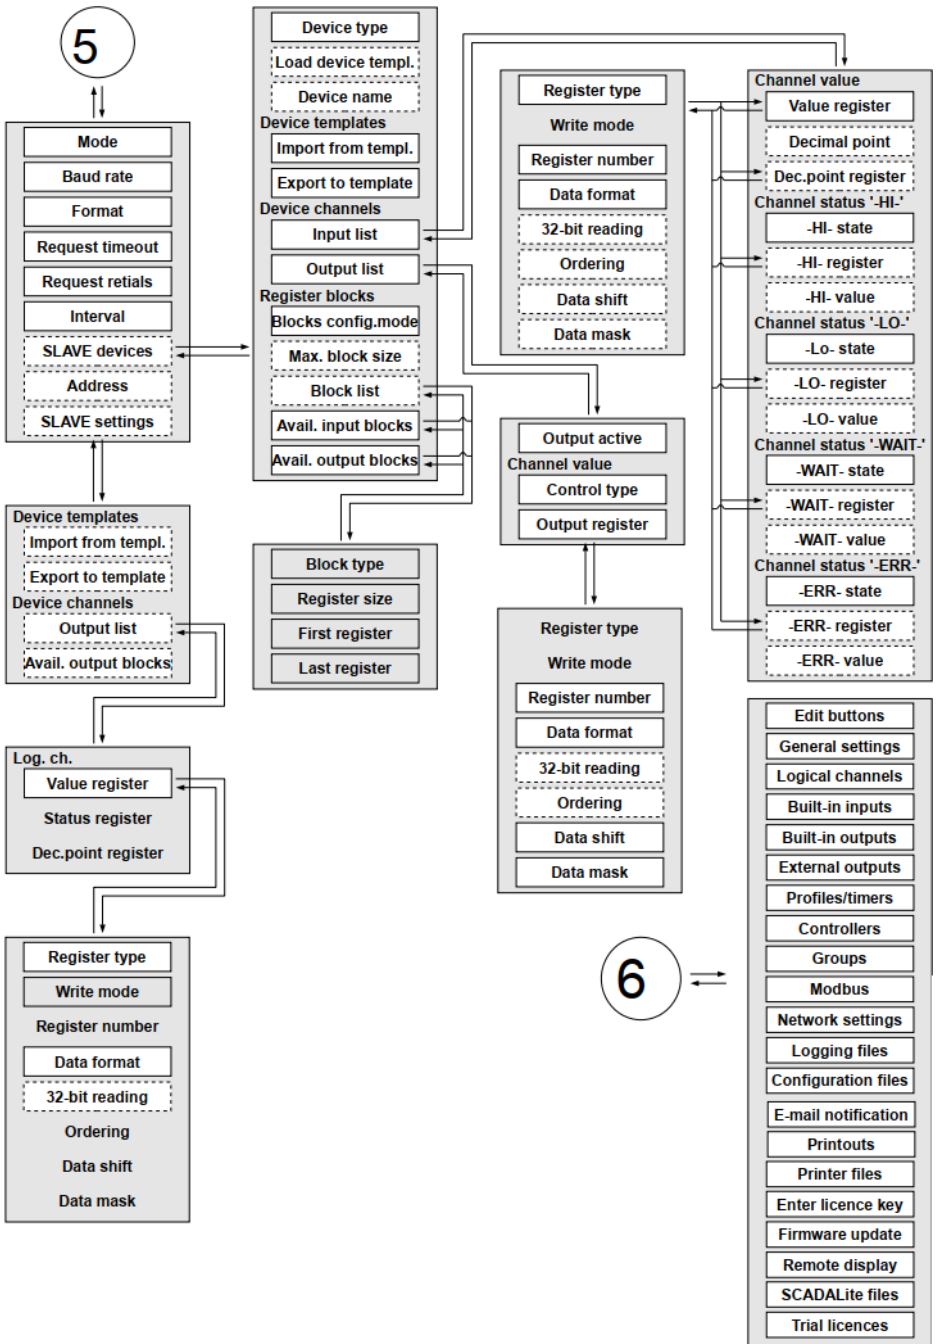 5
Mode
Baud rate
Format
Request timeout
Request retials
Interval
SLAVE devices
Address
SLAVE settings
Device templates
Import from templ.
Export to template
Device channels
Output list
Avail. output blocks
Log. ch.
Value register
Status register
Dec.point register
Register type
Write mode
Register number
Data format
32-bit reading
Ordering
Data shift
Data mask
Device type
Load device templ.
Device name
Device templates
Import from templ.
Export to template
Device channels
Input list
Output list
Register blocks
Blocks config.mode
Max. block size
Block list
Avail. input blocks
Avail. output blocks
Block type
Register size
First register
Last register
Register type
Write mode
Register number
Data format
32-bit reading
Ordering
Data shift
Data mask
Output active
Channel value
Control type
Output register
Register type
Write mode
Register number
Data format
32-bit reading
Ordering
Data shift
Data mask
Channel value
Value register
Decimal point
Dec.point register
Channel status '-HI-'
-HI- state
-HI- register
-HI- value
Channel status '-LO-'
-Lo- state
-LO- register
-LO- value
Channel status '-WAIT-'
-WAIT- state
-WAIT- register
-WAIT- value
Channel status '-ERR-'
-ERR- state
-ERR- register
-ERR- value
6
Edit buttons
General settings
Logical channels
Built-in inputs
Built-in outputs
External outputs
Profiles/timers
Controllers
Groups
Modbus
Network settings
Logging files
Configuration files
E-mail notification
Printouts
Printer files
Enter licence key
Firmware update
Remote display
SCADALite files
Trial licences